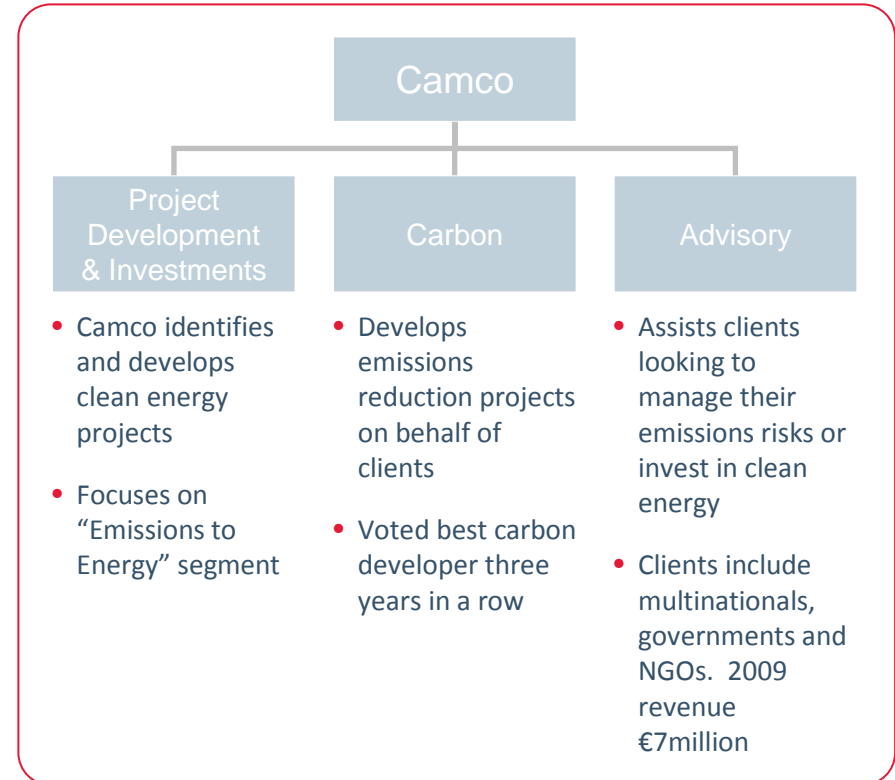 Camco
Project
Development
& Investments
Carbon
Advisory
• Camco identifies
and develops
clean energy
projects
• Focuses on
“Emissions to
Energy” segment
• Develops
emissions
reduction projects
on behalf of
clients
• Voted best carbon
developer three
years in a row
• Assists clients
looking to
manage their
emissions risks or
invest in clean
energy
• Clients include
multinationals,
governments and
NGOs.  2009
revenue
€7million